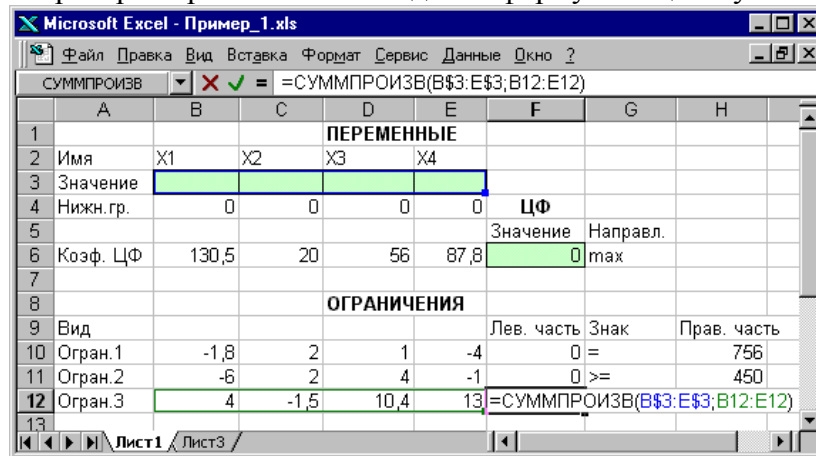 Microsoft Excel - Пример_1.xls
Файл Правка Вид Вставка Формат Сервис Данные Окно ?
СУММПРОИЗВ = =СУММПРОИЗВ(B$3:E$3;B12:E12)
A B C D E F G H
1 ПЕРЕМЕННЫЕ
2 Имя X1 X2 X3 X4
3 Значение
4 Нижн.гр. 0 0 0 0 ЦФ
5 Значение Направл.
6 Коэф. ЦФ 130,5 20 56 87,8 0 max
7
8 ОГРАНИЧЕНИЯ
9 Вид Лев. часть Знак Прав. часть
10 Огран.1 -1,8 2 1 -4 0 = 756
11 Огран.2 -6 2 4 -1 0 >= 450
12 Огран.3 4 -1,5 10,4 13 =СУММПРОИЗВ(B$3:E$3;B12:E12)
13
Лист1 Лист3